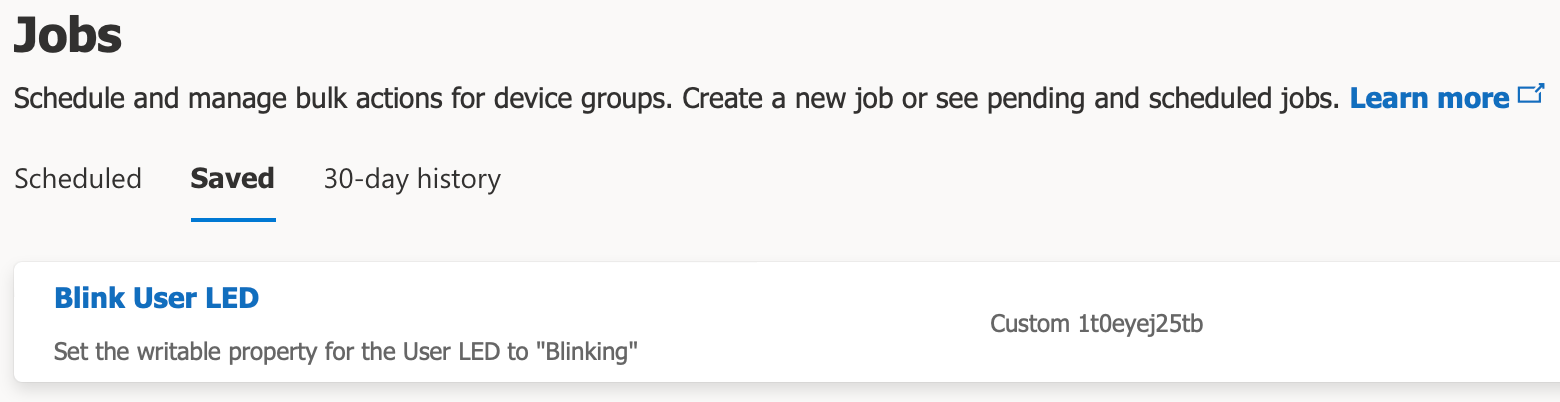 Jobs
Schedule and manage bulk actions for device groups. Create a new job or see pending and scheduled jobs. Learn more
Scheduled Saved 30-day history
Blink User LED
Custom 1t0eyej25tb
Set the writable property for the User LED to "Blinking"